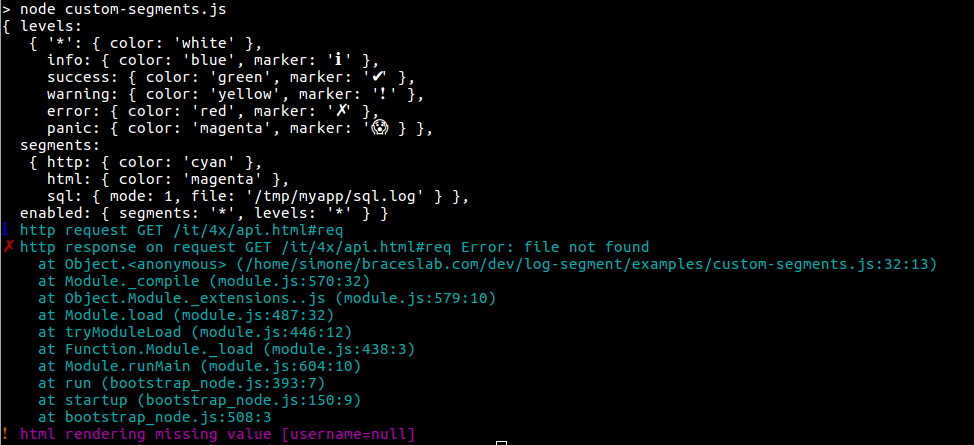 > node custom-segments.js
{ levels:
   { '*': { color: 'white' },
     info: { color: 'blue', marker: 'ℹ' },
     success: { color: 'green', marker: '✔' },
     warning: { color: 'yellow', marker: '!' },
     error: { color: 'red', marker: '✗' },
     panic: { color: 'magenta', marker: '😱' } },
  segments:
   { http: { color: 'cyan' },
     html: { color: 'magenta' },
     sql: { mode: 1, file: '/tmp/myapp/sql.log' } },
  enabled: { segments: '*', levels: '*' } }
ℹ http request GET /it/4x/api.html#req
✗ http response on request GET /it/4x/api.html#req Error: file not found
    at Object.<anonymous> (/home/simone/braceslab.com/dev/log-segment/examples/custom-segments.js:32:13)
    at Module._compile (module.js:570:32)
    at Object.Module._extensions..js (module.js:579:10)
    at Module.load (module.js:487:32)
    at tryModuleLoad (module.js:446:12)
    at Function.Module._load (module.js:438:3)
    at Module.runMain (module.js:604:10)
    at run (bootstrap_node.js:393:7)
    at startup (bootstrap_node.js:150:9)
    at bootstrap_node.js:508:3
! html rendering missing value [username=null]